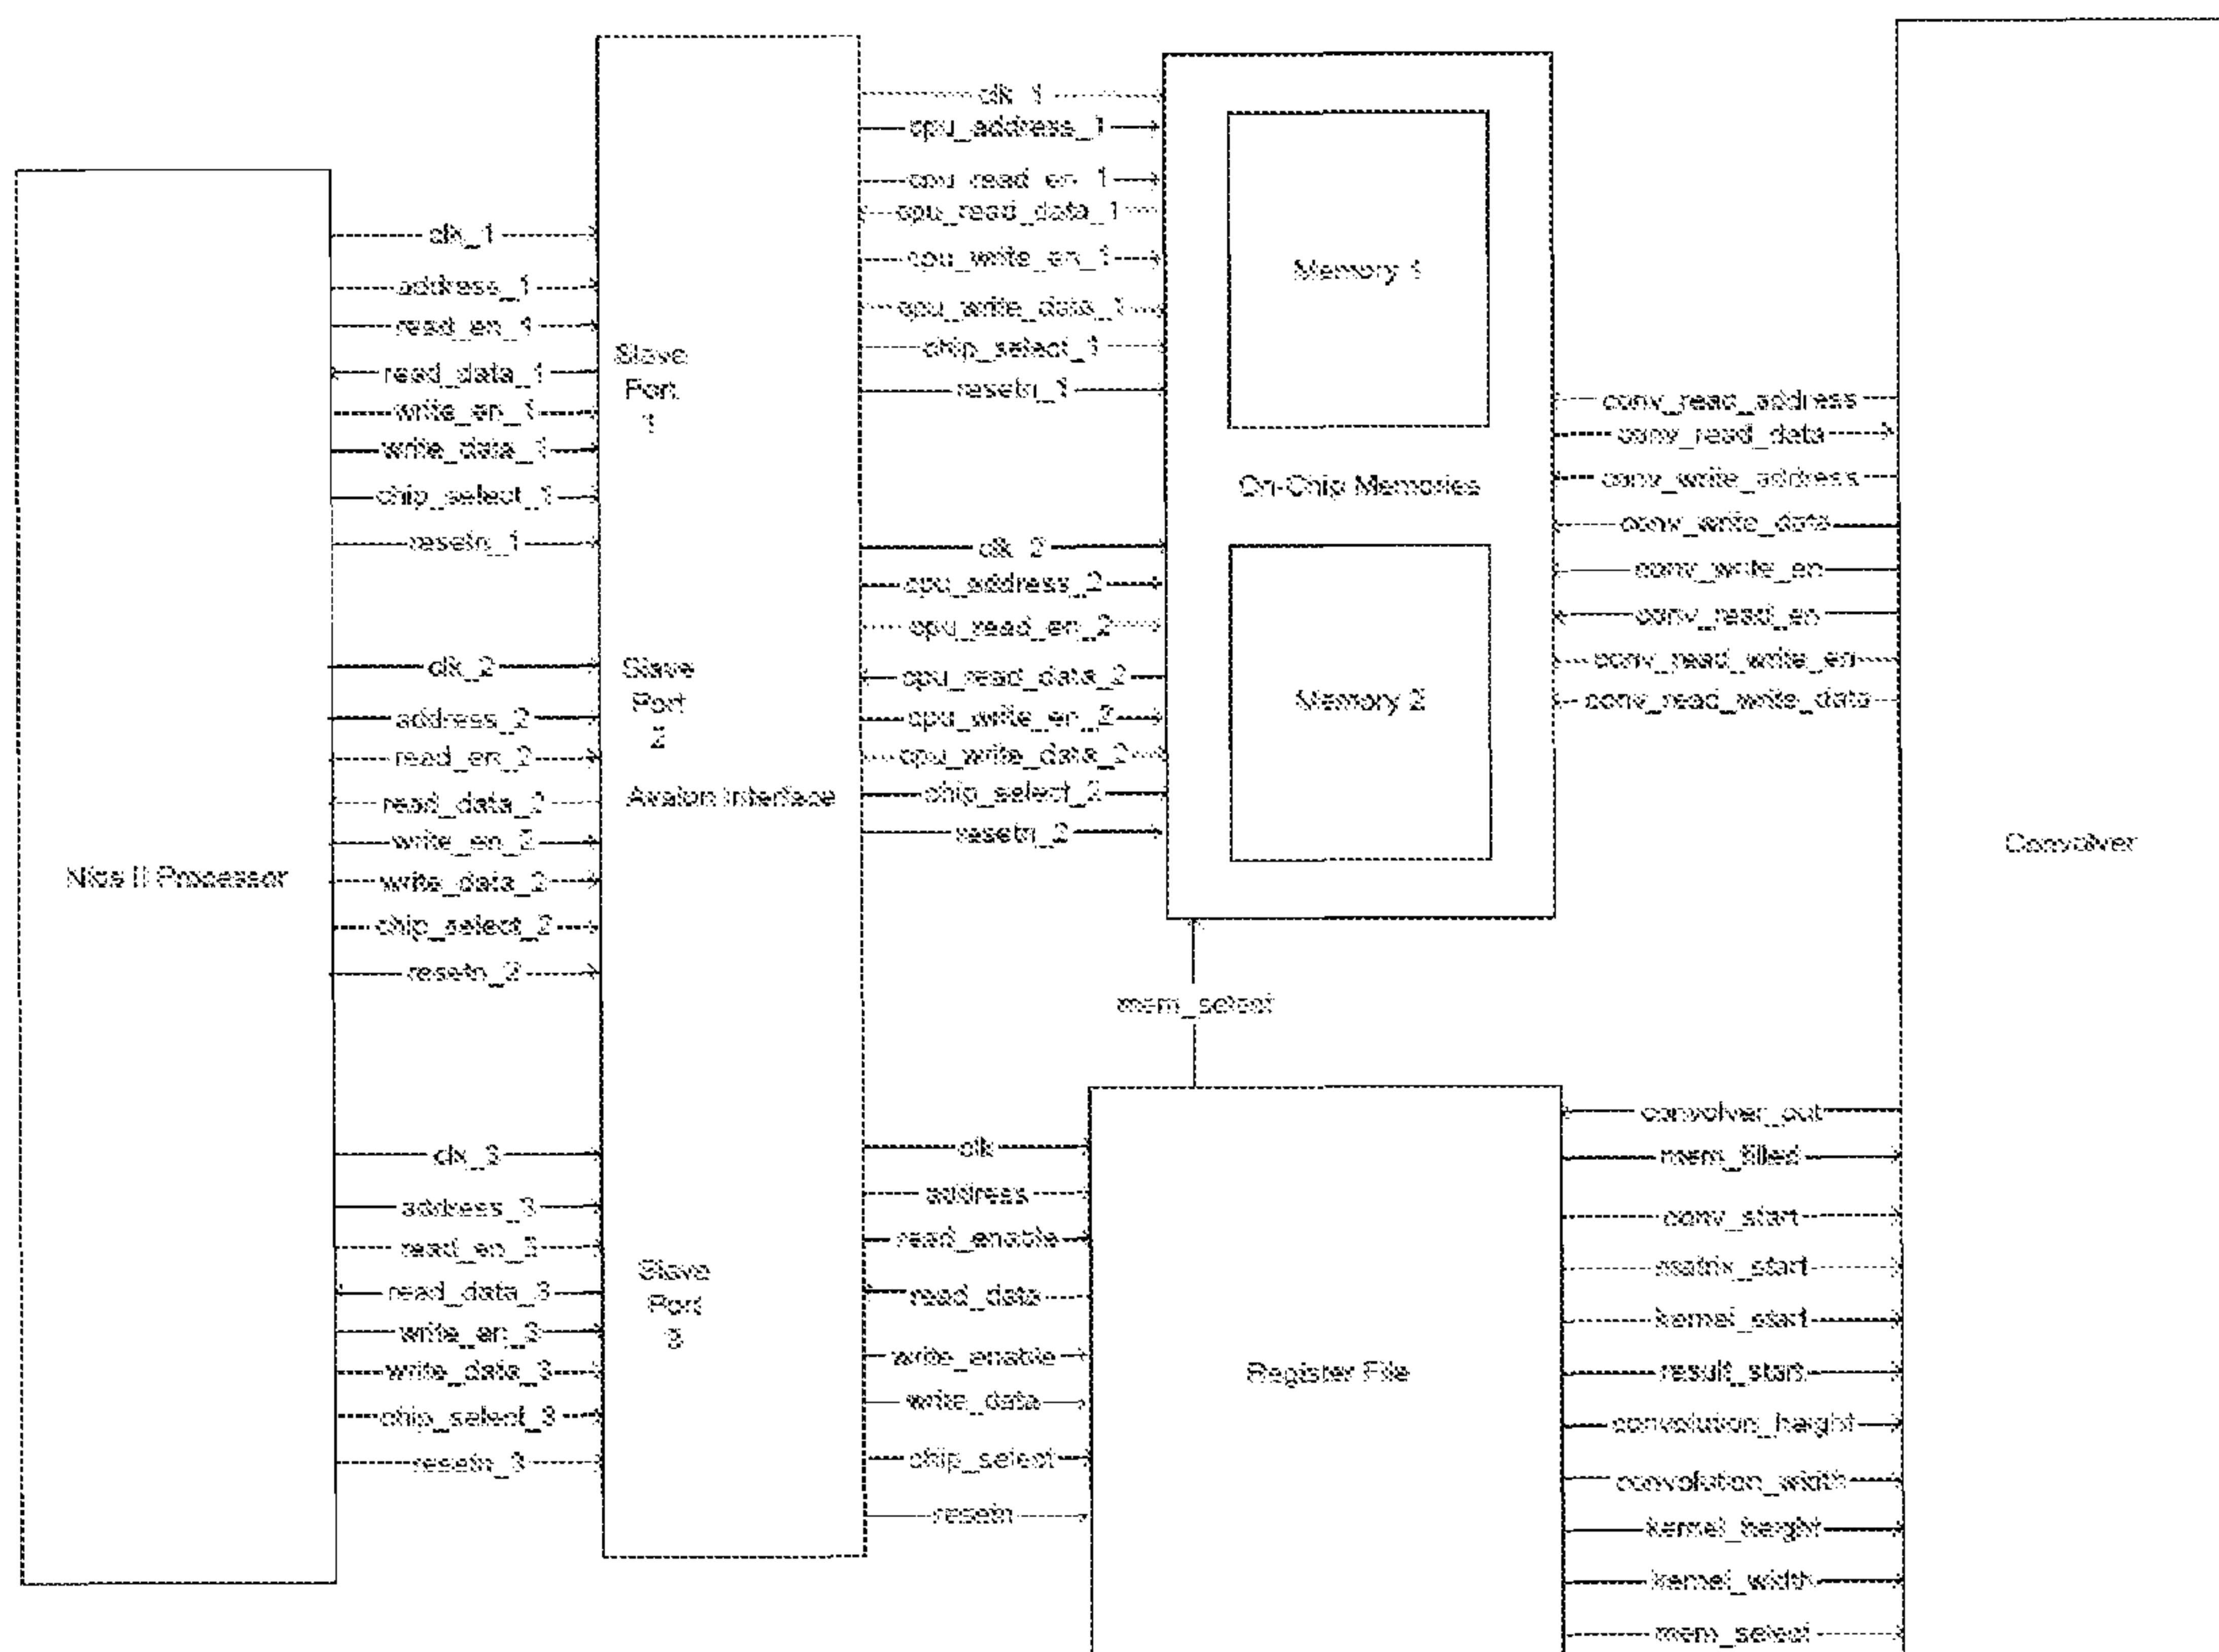 Nios II Processor
clk_1
address_1
read_en_1
read_data_1
write_en_1
write_data_1
chip_select_1
resetn_1
clk_2
address_2
read_en_2
read_data_2
write_en_2
write_data_2
chip_select_2
resetn_2
clk_3
address_3
read_en_3
read_data_3
write_en_3
write_data_3
chip_select_3
resetn_3
Slave
Port
1
Slave
Port
2
Avalon Interface
Slave
Port
3
clk_1
cpu_address_1
cpu_read_en_1
cpu_read_data_1
cpu_write_en_1
cpu_write_data_1
chip_select_1
resetn_1
clk_2
cpu_address_2
cpu_read_en_2
cpu_read_data_2
cpu_write_en_2
cpu_write_data_2
chip_select_2
resetn_2
clk
address
read_enable
read_data
write_enable
write_data
chip_select
resetn
Memory 1
On-Chip Memories
Memory 2
mem_select
Register File
conv_read_address
conv_read_data
conv_write_address
conv_write_data
conv_write_en
conv_read_en
conv_read_write_en
conv_read_write_data
convolver_out
mem_filled
conv_start
matrix_start
kernel_start
result_start
convolution_height
convolution_width
kernel_height
kernel_width
mem_select
Convolver